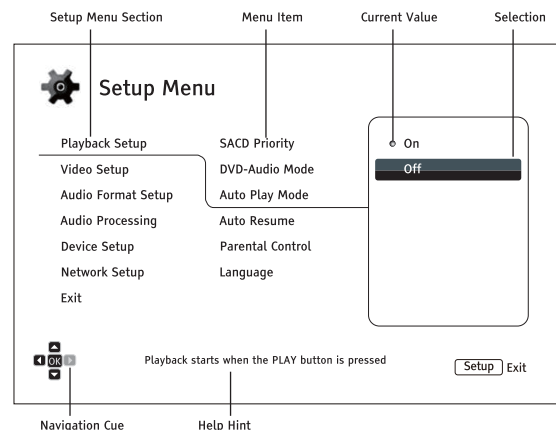 Setup Menu Section Menu Item Current Value Selection
Setup Menu
Playback Setup SACD Priority On
Video Setup DVD-Audio Mode Off
Audio Format Setup Auto Play Mode
Audio Processing Auto Resume
Device Setup Parental Control
Network Setup Language
Exit
OK Playback starts when the PLAY button is pressed Setup Exit
Navigation Cue Help Hint